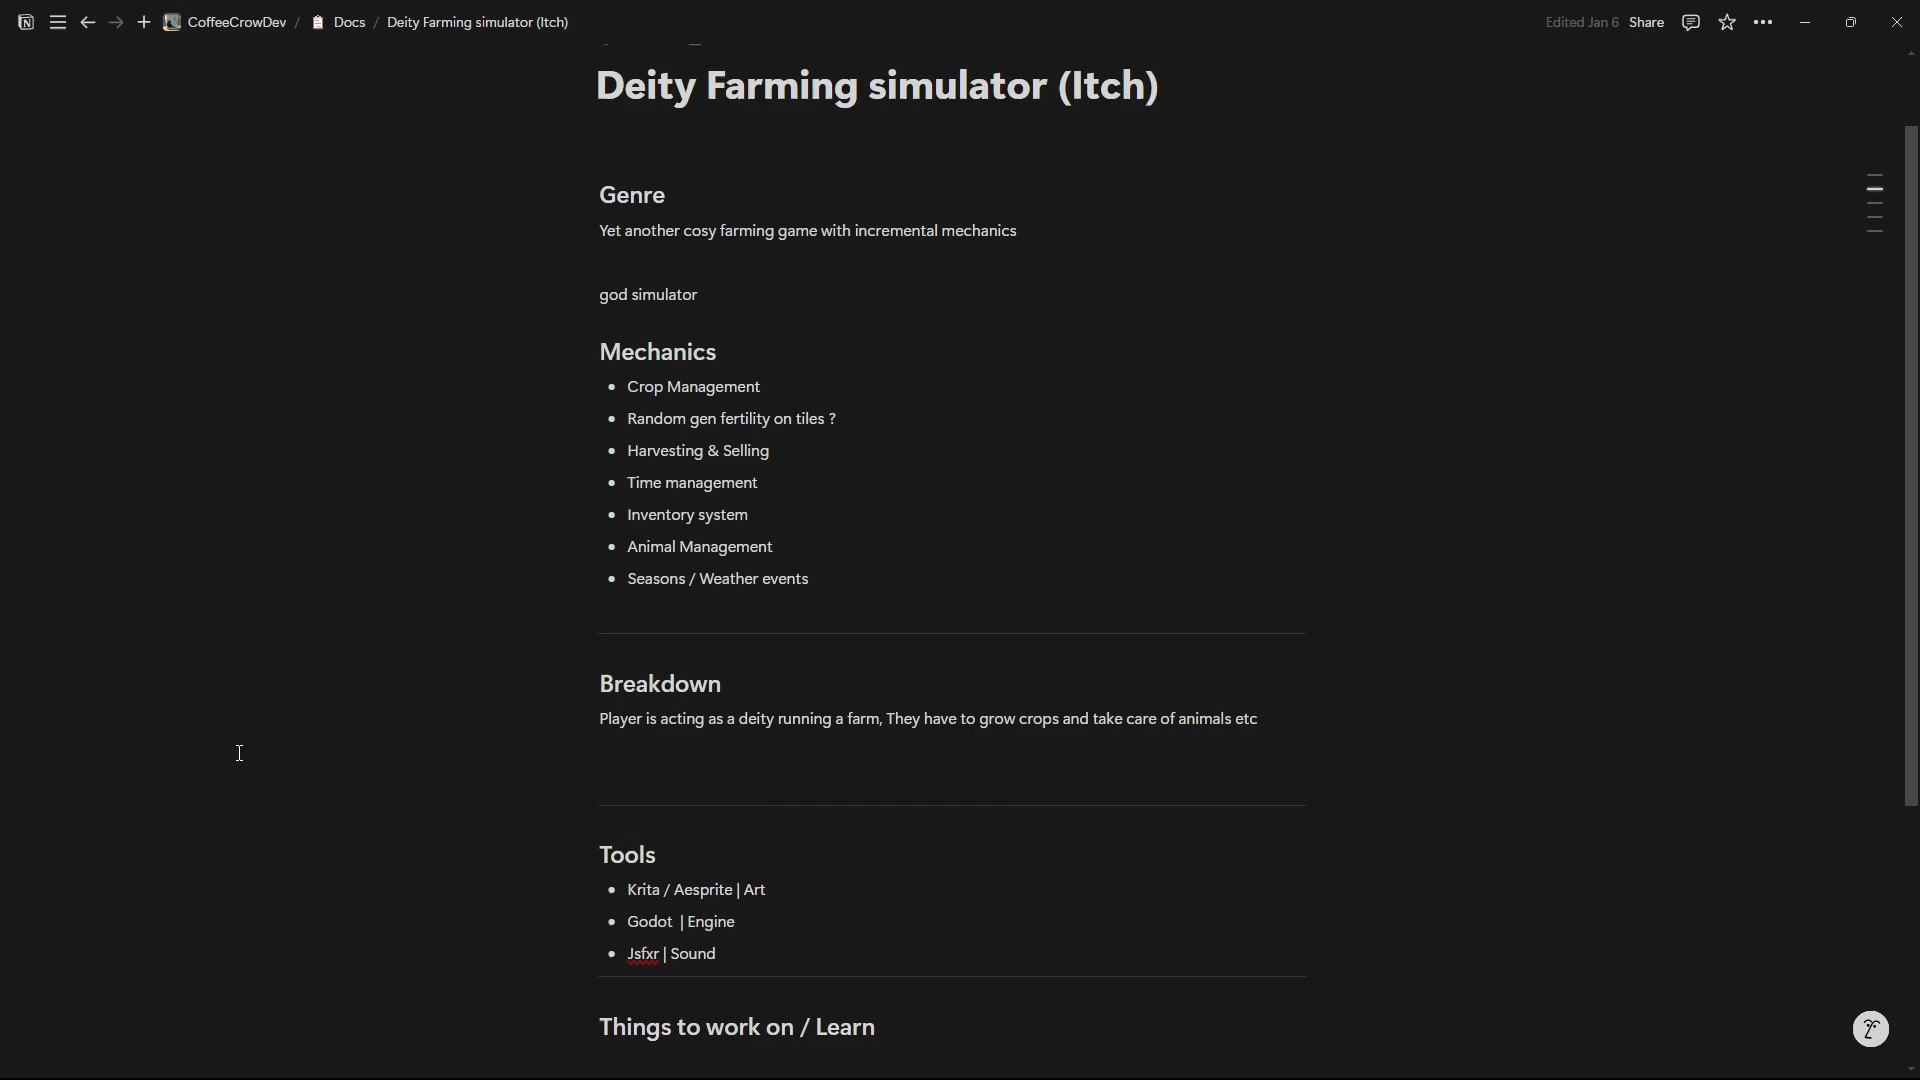 CoffeeCrowDev / Docs / Deity Farming simulator (Itch)
Edited Jan 6 Share
Deity Farming simulator (Itch)
Genre
Yet another cosy farming game with incremental mechanics
god simulator
Mechanics
• Crop Management
• Random gen fertility on tiles ?
• Harvesting & Selling
• Time management
• Inventory system
• Animal Management
• Seasons / Weather events
Breakdown
Player is acting as a deity running a farm, They have to grow crops and take care of animals etc
Tools
• Krita / Aesprite | Art
• Godot | Engine
• Jsfxr | Sound
Things to work on / Learn